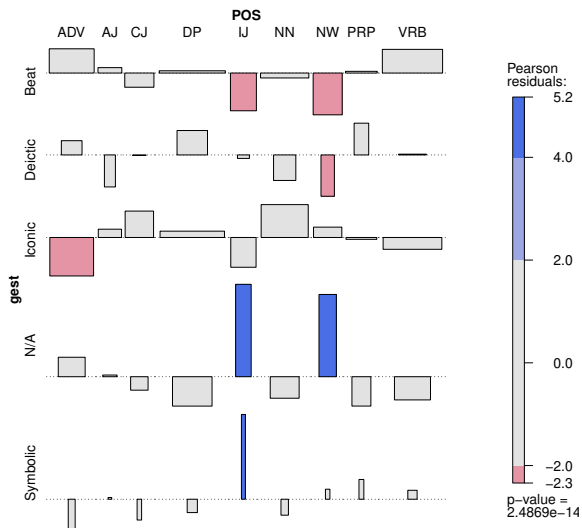 POS
ADV AJ CJ DP IJ NN NW PRP VRB
gest
Beat
Deictic
Iconic
N/A
Symbolic
Pearson
residuals:
5.2
4.0
2.0
0.0
−2.0
−2.3
p−value =
2.4869e−14